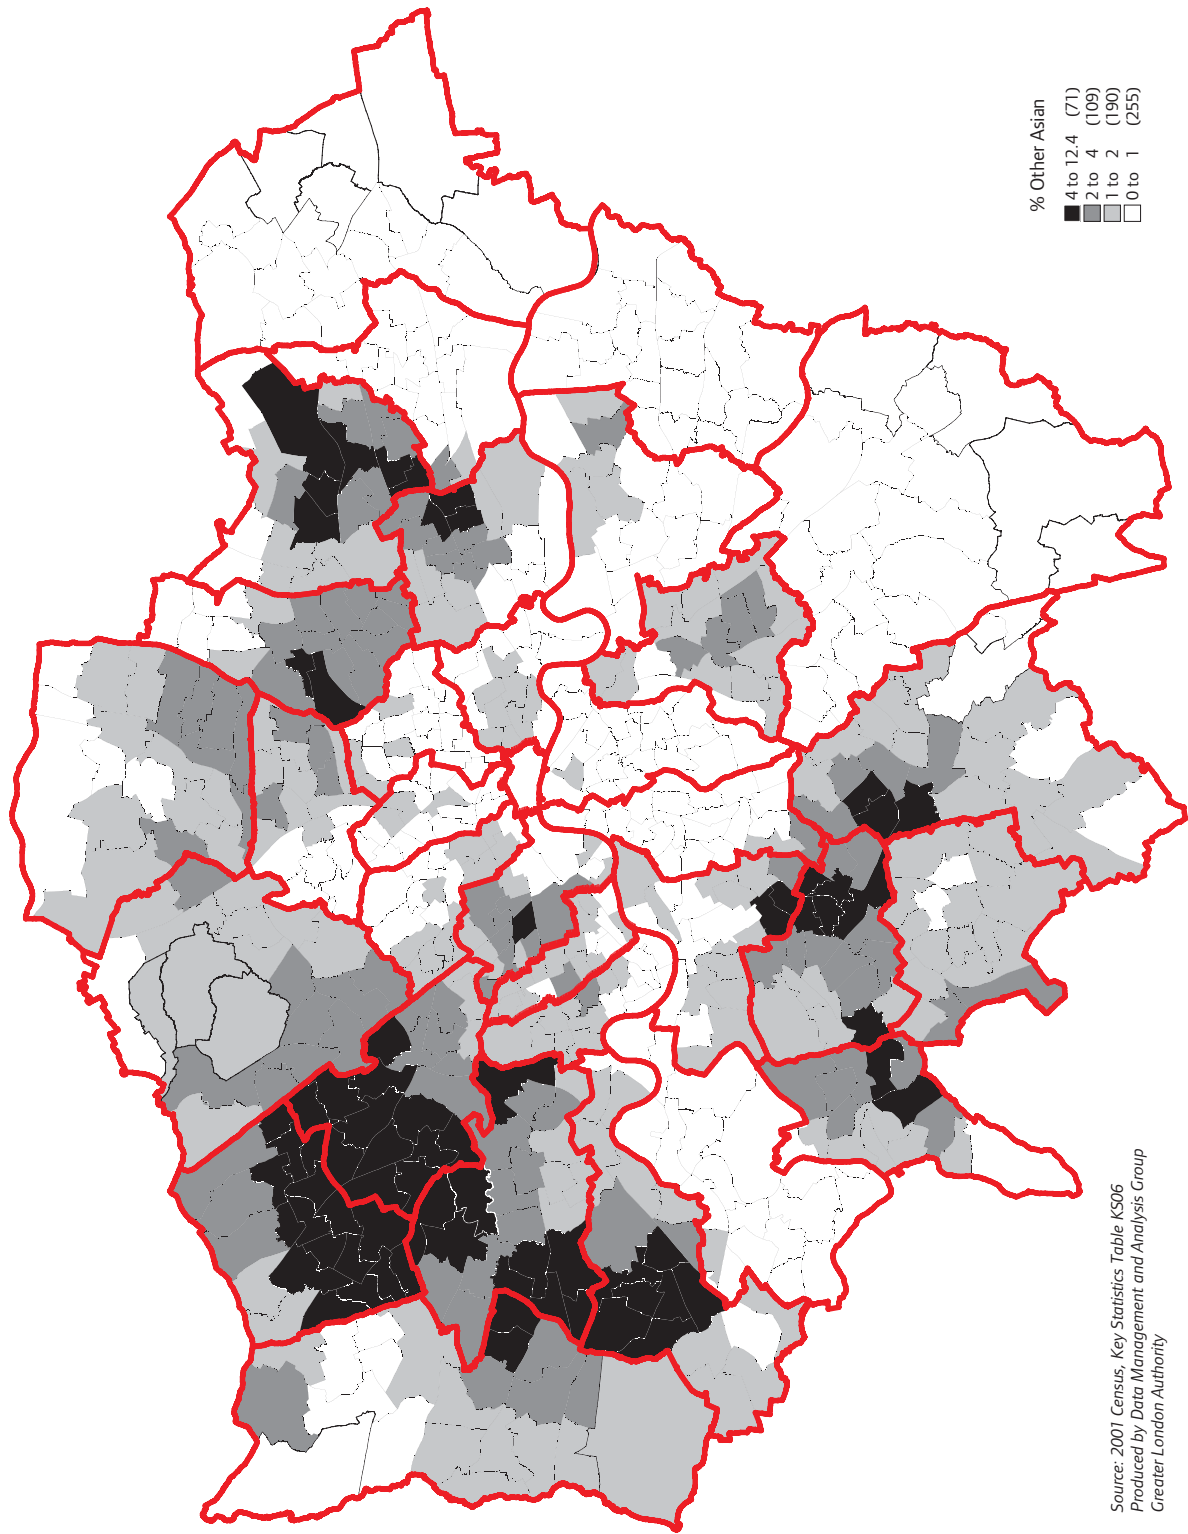 % Other Asian
4 to 12.4 (71)
2 to 4 (109)
1 to 2 (190)
0 to 1 (255)
Source: 2001 Census, Key Statistics Table KS06
Produced by Data Management and Analysis Group
Greater London Authority